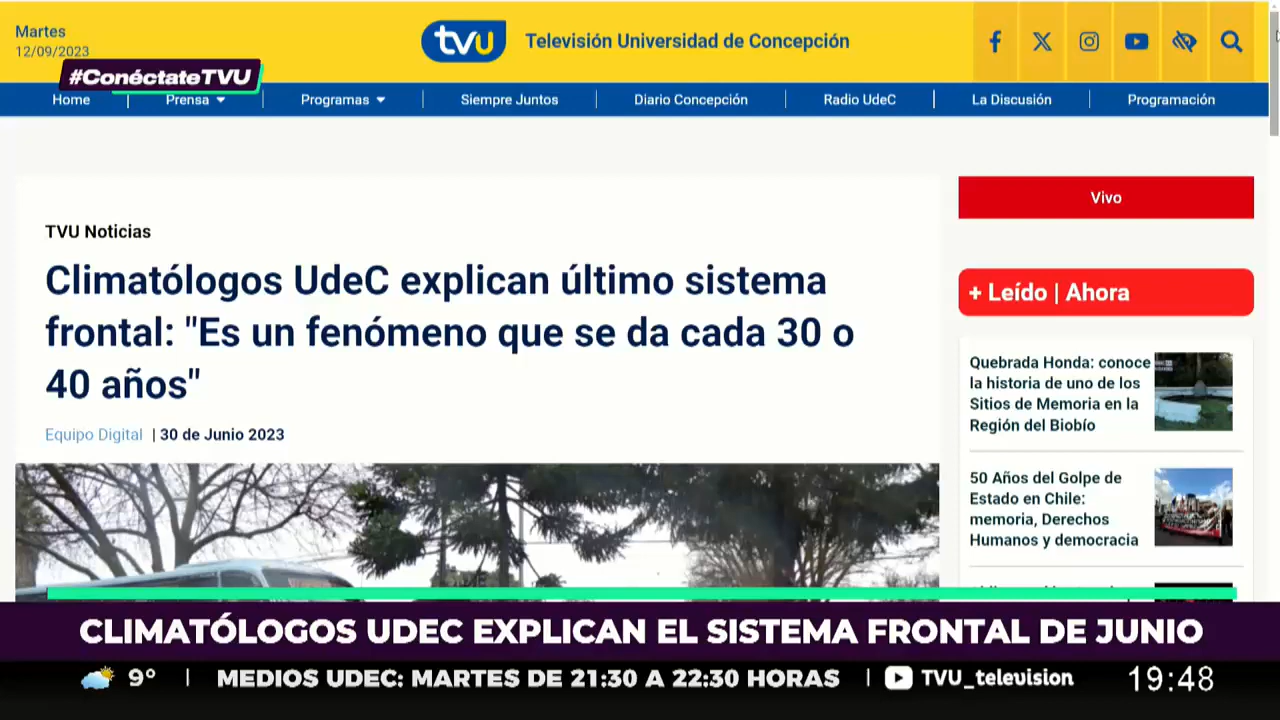 Martes
12/09/2023
#ConéctateTVU
tvu
Televisión Universidad de Concepción
Home
Prensa
Programas
Siempre Juntos
Diario Concepción
Radio UdeC
La Discusión
Programación
TVU Noticias
Climatólogos UdeC explican último sistema
frontal: "Es un fenómeno que se da cada 30 o
40 años"
Equipo Digital | 30 de Junio 2023
Vivo
+ Leído | Ahora
Quebrada Honda: conoce
la historia de uno de los
Sitios de Memoria en la
Región del Biobío
50 Años del Golpe de
Estado en Chile:
memoria, Derechos
Humanos y democracia
CLIMATÓLOGOS UDEC EXPLICAN EL SISTEMA FRONTAL DE JUNIO
9° | MEDIOS UDEC: MARTES DE 21:30 A 22:30 HORAS | TVU_television
19:48